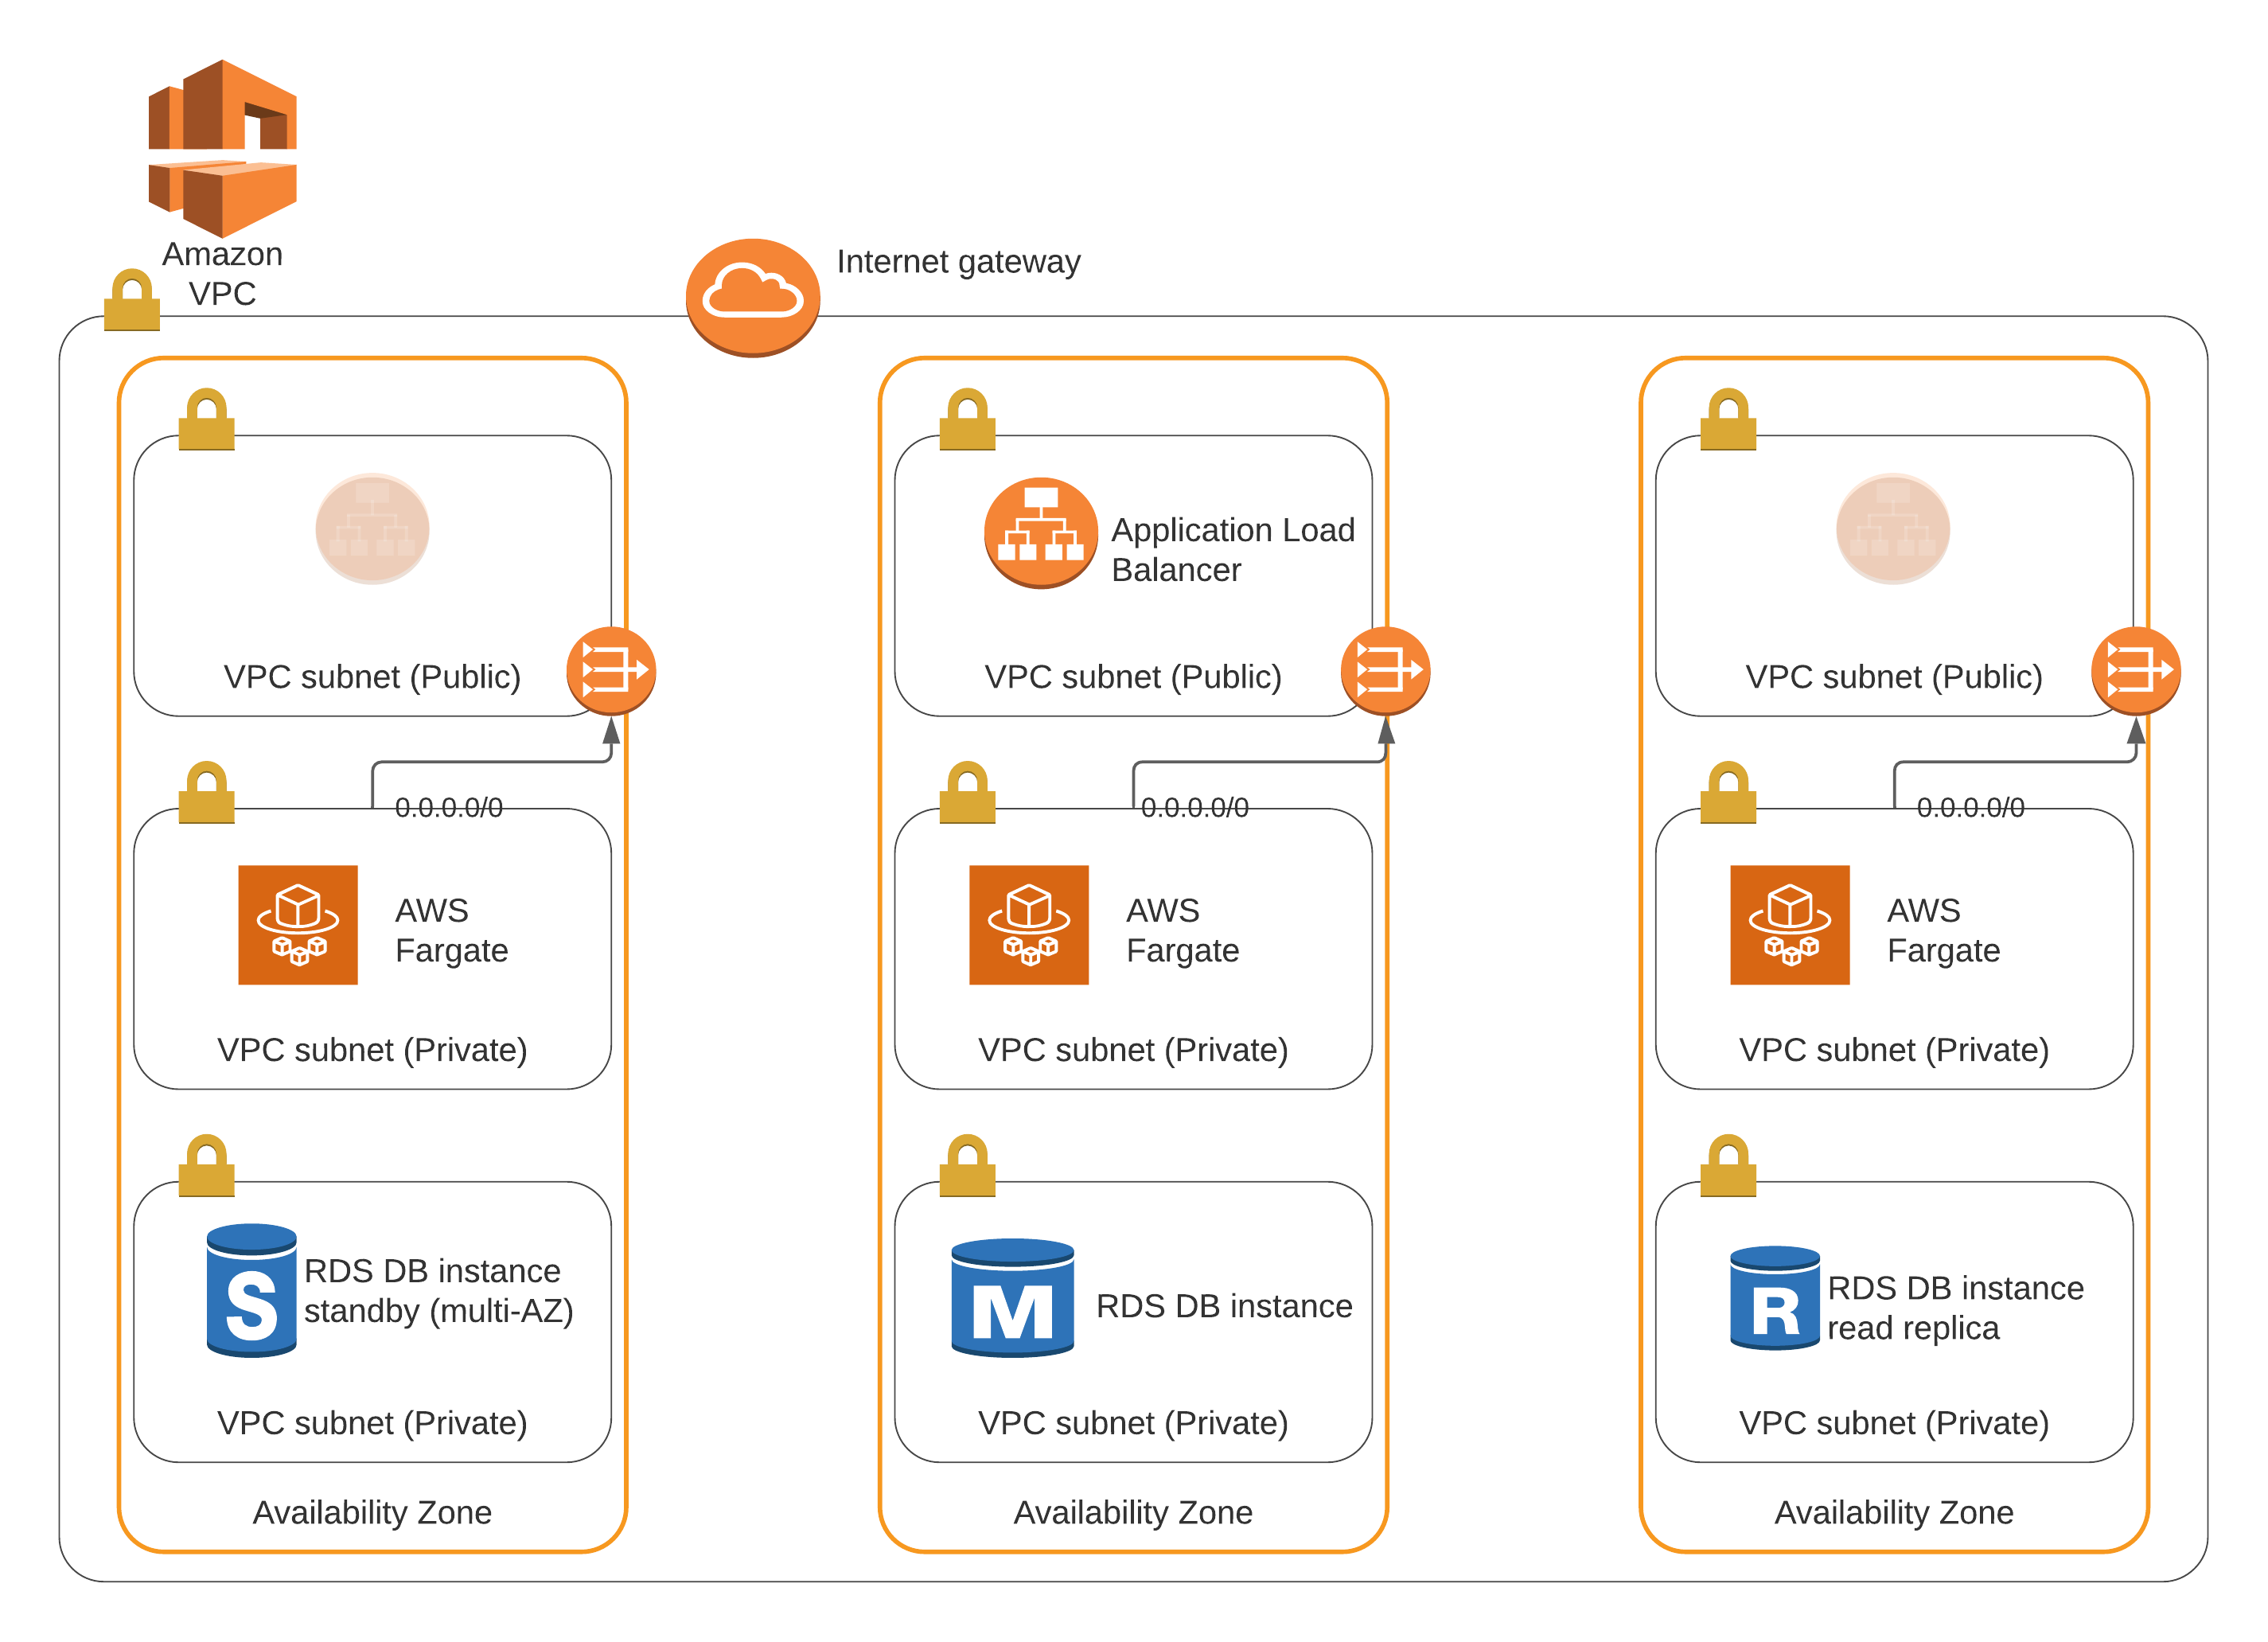 Amazon
VPC
Internet gateway
Application Load
Balancer
VPC subnet (Public)
VPC subnet (Public)
VPC subnet (Public)
0.0.0.0/0
0.0.0.0/0
0.0.0.0/0
AWS
Fargate
AWS
Fargate
AWS
Fargate
VPC subnet (Private)
VPC subnet (Private)
VPC subnet (Private)
S
RDS DB instance
standby (multi-AZ)
M
RDS DB instance
R
RDS DB instance
read replica
VPC subnet (Private)
VPC subnet (Private)
VPC subnet (Private)
Availability Zone
Availability Zone
Availability Zone